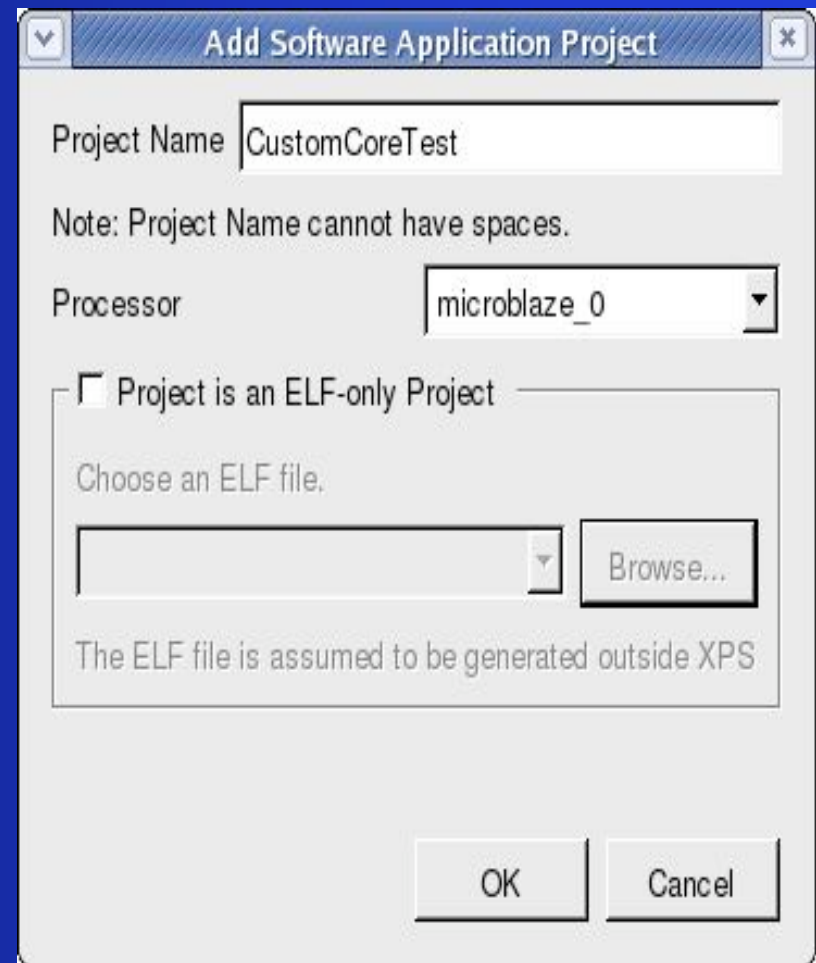 Add Software Application Project
Project Name CustomCoreTest
Note: Project Name cannot have spaces.
Processor microblaze_0
Project is an ELF-only Project
Choose an ELF file.
Browse...
The ELF file is assumed to be generated outside XPS
OK Cancel